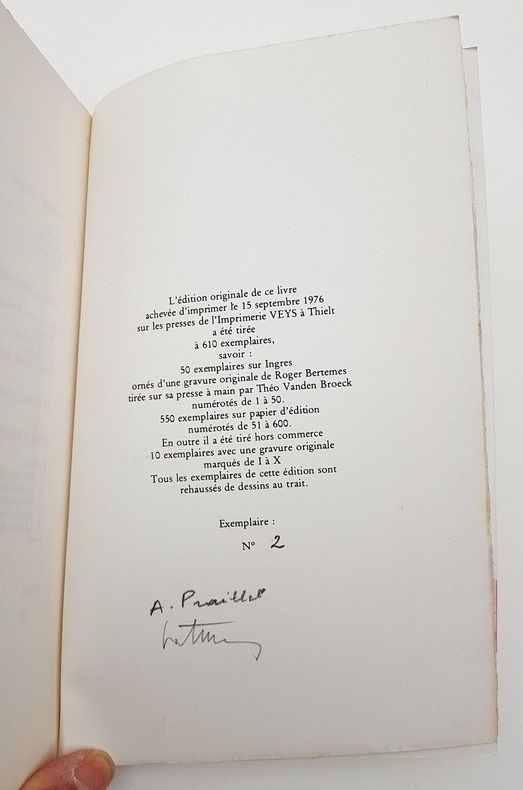 L'édition originale de ce livre
achevée d'imprimer le 15 septembre 1976
sur les presses de l'Imprimerie VEYS à Thielt
a été tirée
à 610 exemplaires,
savoir :
50 exemplaires sur Ingres
ornés d'une gravure originale de Roger Bertemes
tirée sur sa presse à main par Théo Vanden Broeck
numérotés de 1 à 50.
550 exemplaires sur papier d'édition
numérotés de 51 à 600.
En outre il a été tiré hors commerce
10 exemplaires avec une gravure originale
marqués de I à X
Tous les exemplaires de cette édition sont
rehaussés de dessins au trait.
Exemplaire :
N° 2
A. Praillet